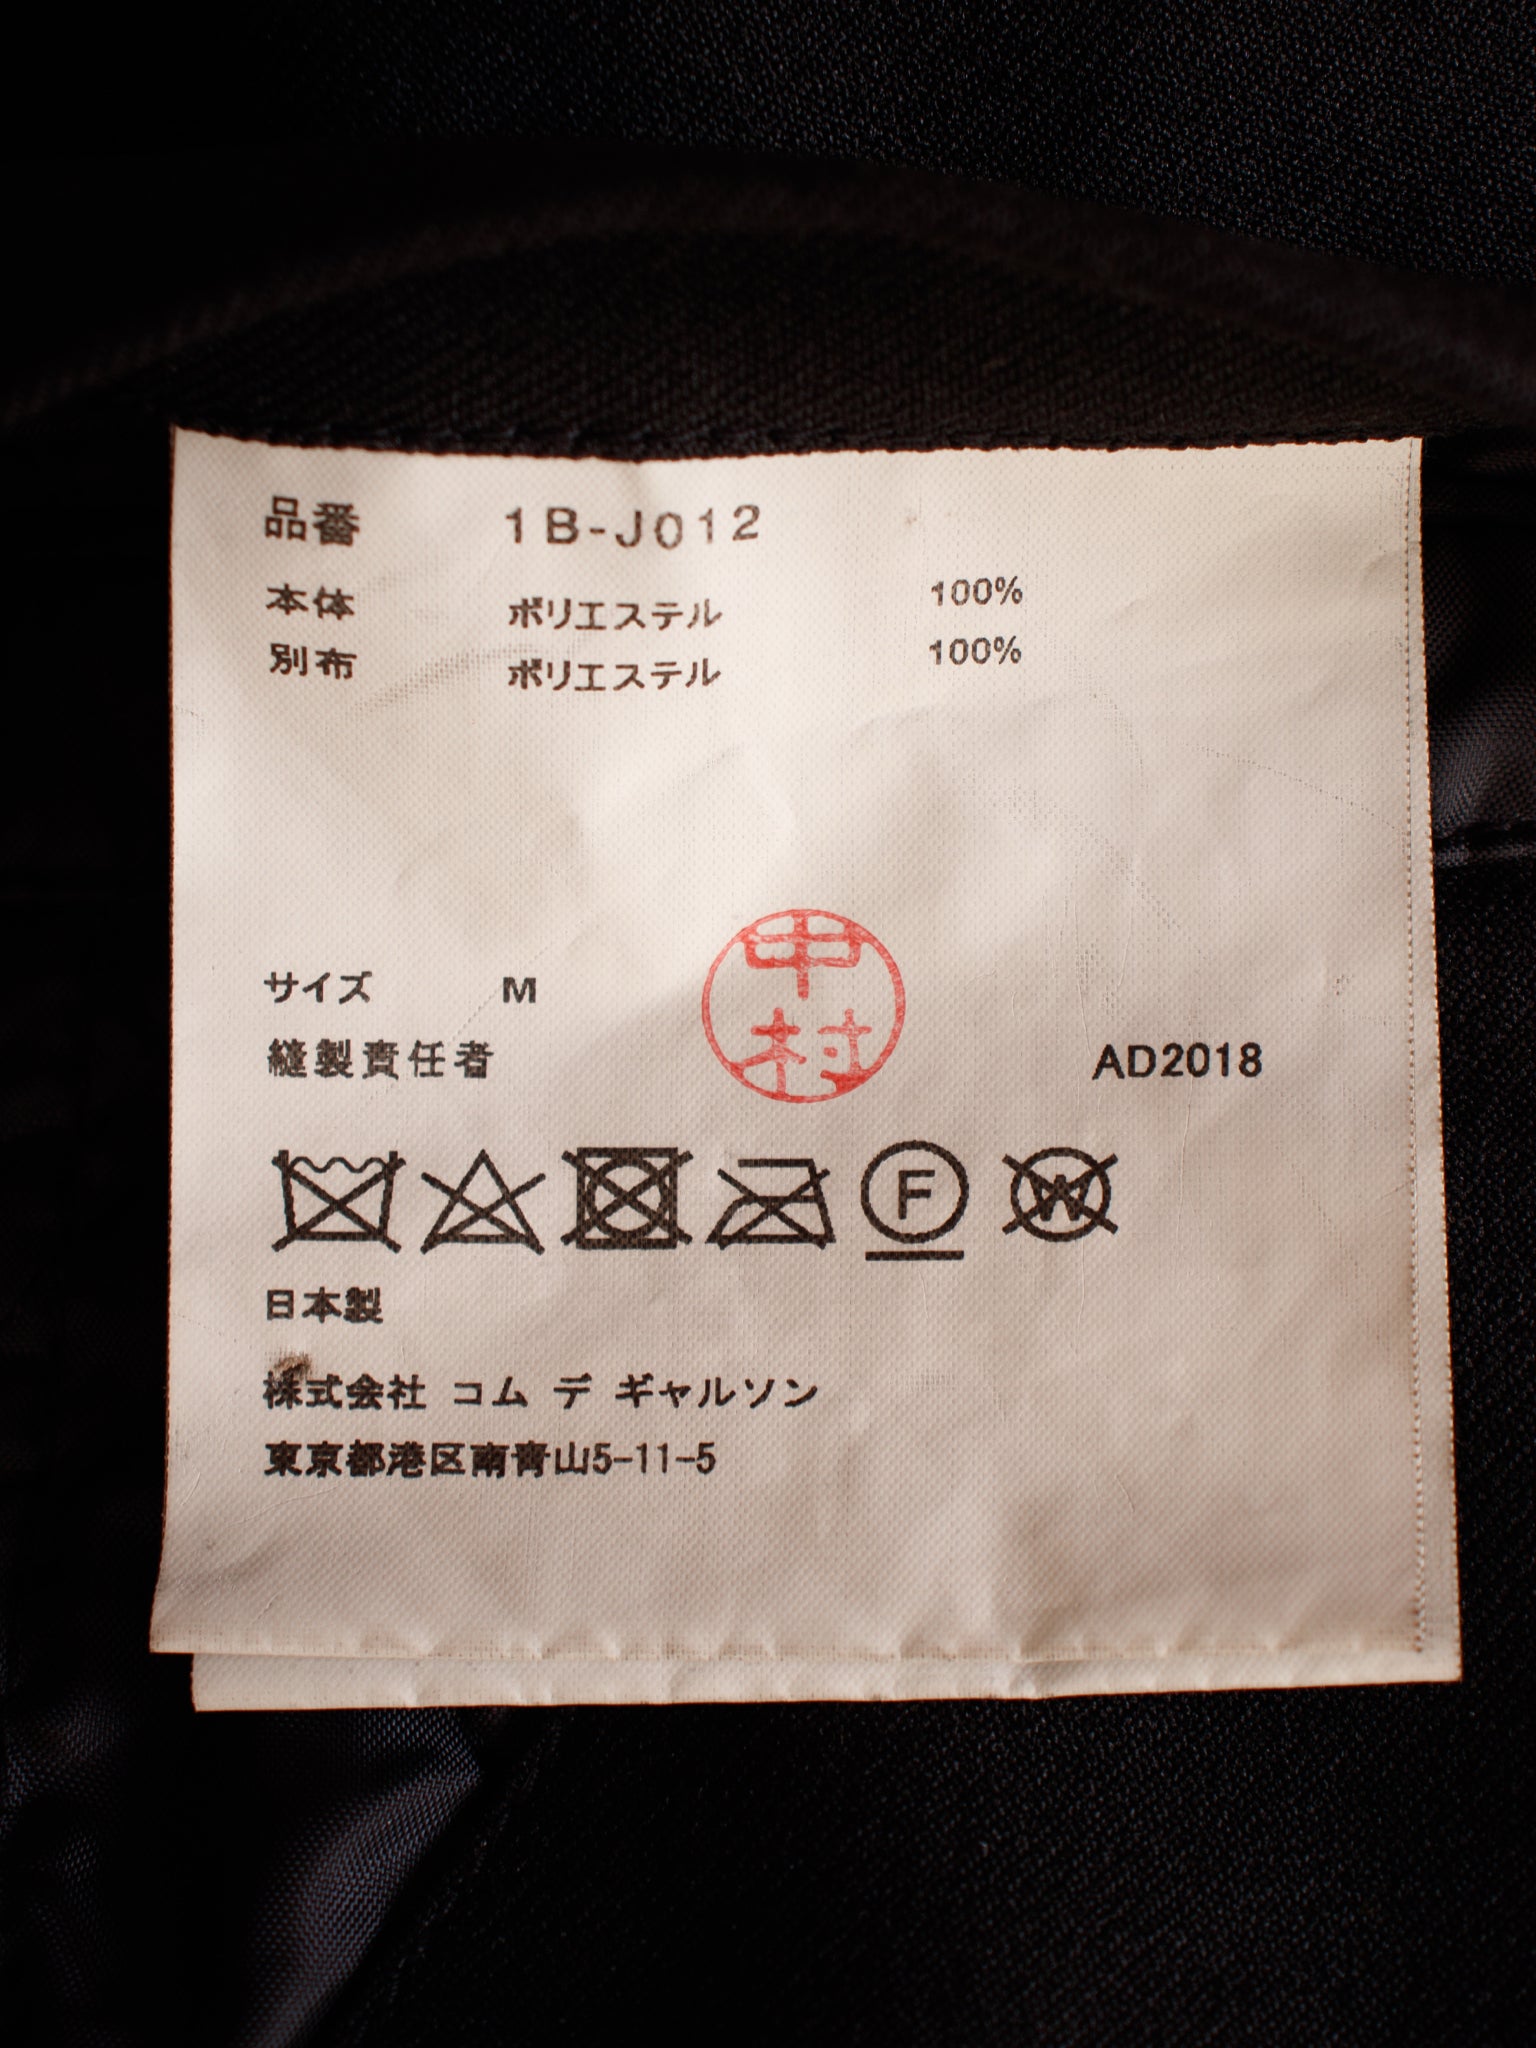 品番 1B-J012
本体 ポリエステル 100%
別布 ポリエステル 100%
サイズ M
縫製責任者 中村 AD2018
F W
日本製
株式会社 コム デ ギャルソン
東京都港区南青山5-11-5